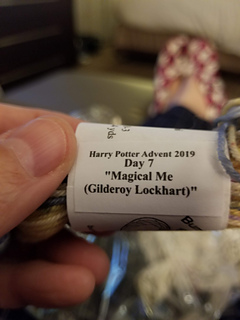 Harry Potter Advent 2019
Day 7
"Magical Me
(Gilderoy Lockhart)"